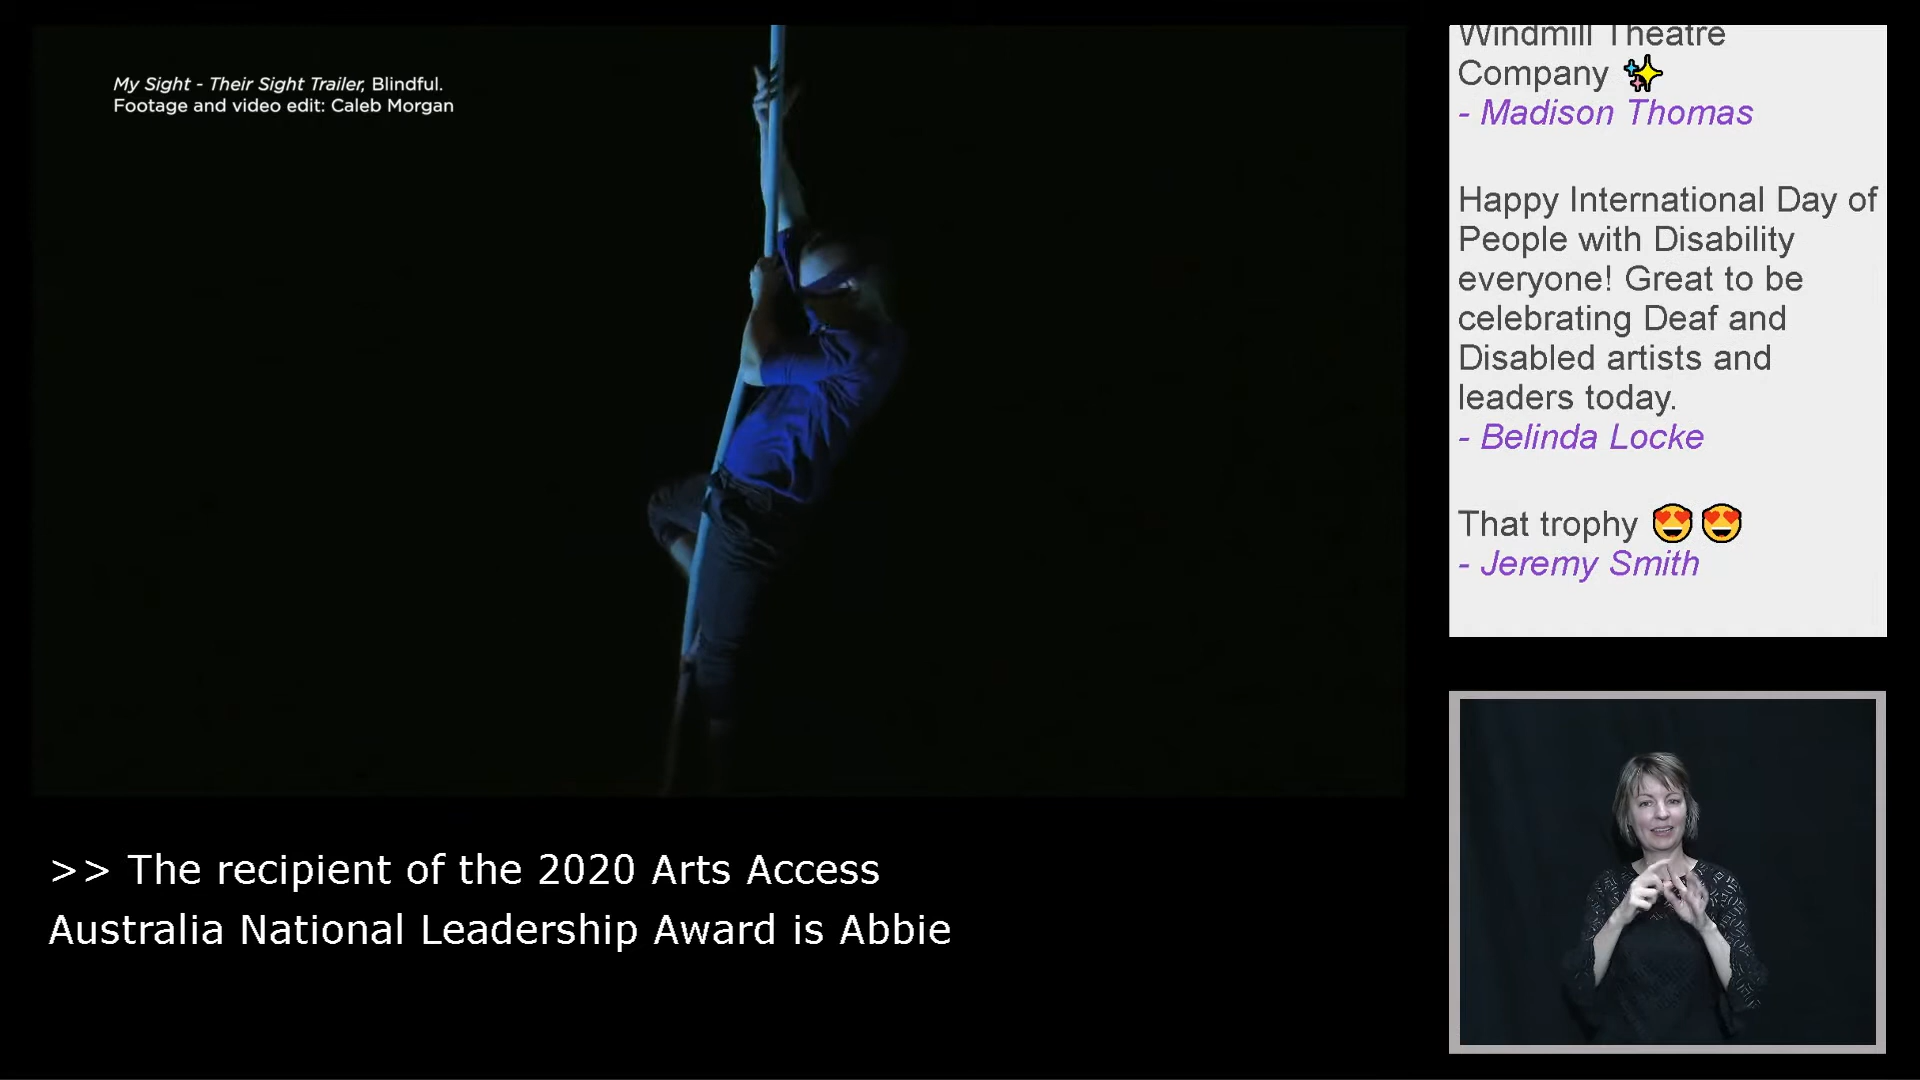 My Sight - Their Sight Trailer, Blindful.
Footage and video edit: Caleb Morgan
Windmill Theatre
Company ✨
- Madison Thomas
Happy International Day of
People with Disability
everyone! Great to be
celebrating Deaf and
Disabled artists and
leaders today.
- Belinda Locke
That trophy 😍😍
- Jeremy Smith
>> The recipient of the 2020 Arts Access
Australia National Leadership Award is Abbie